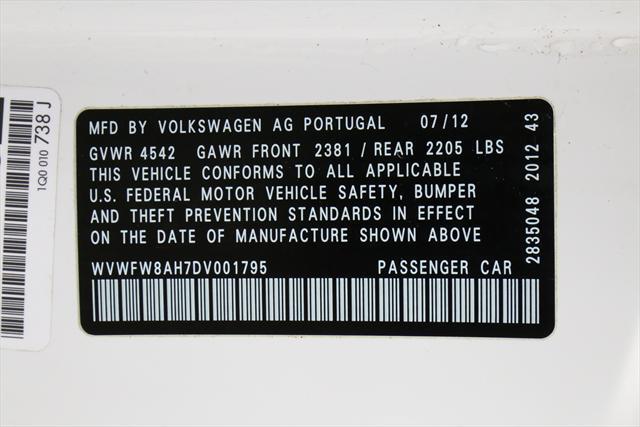 MFD BY VOLKSWAGEN AG PORTUGAL 07/12
GVWR 4542 GAWR FRONT 2381 / REAR 2205 LBS
THIS VEHICLE CONFORMS TO ALL APPLICABLE
U.S. FEDERAL MOTOR VEHICLE SAFETY, BUMPER
AND THEFT PREVENTION STANDARDS IN EFFECT
ON THE DATE OF MANUFACTURE SHOWN ABOVE
WVWFW8AH7DV001795 PASSENGER CAR
2835048 2012 43
1Q0 010 738 J